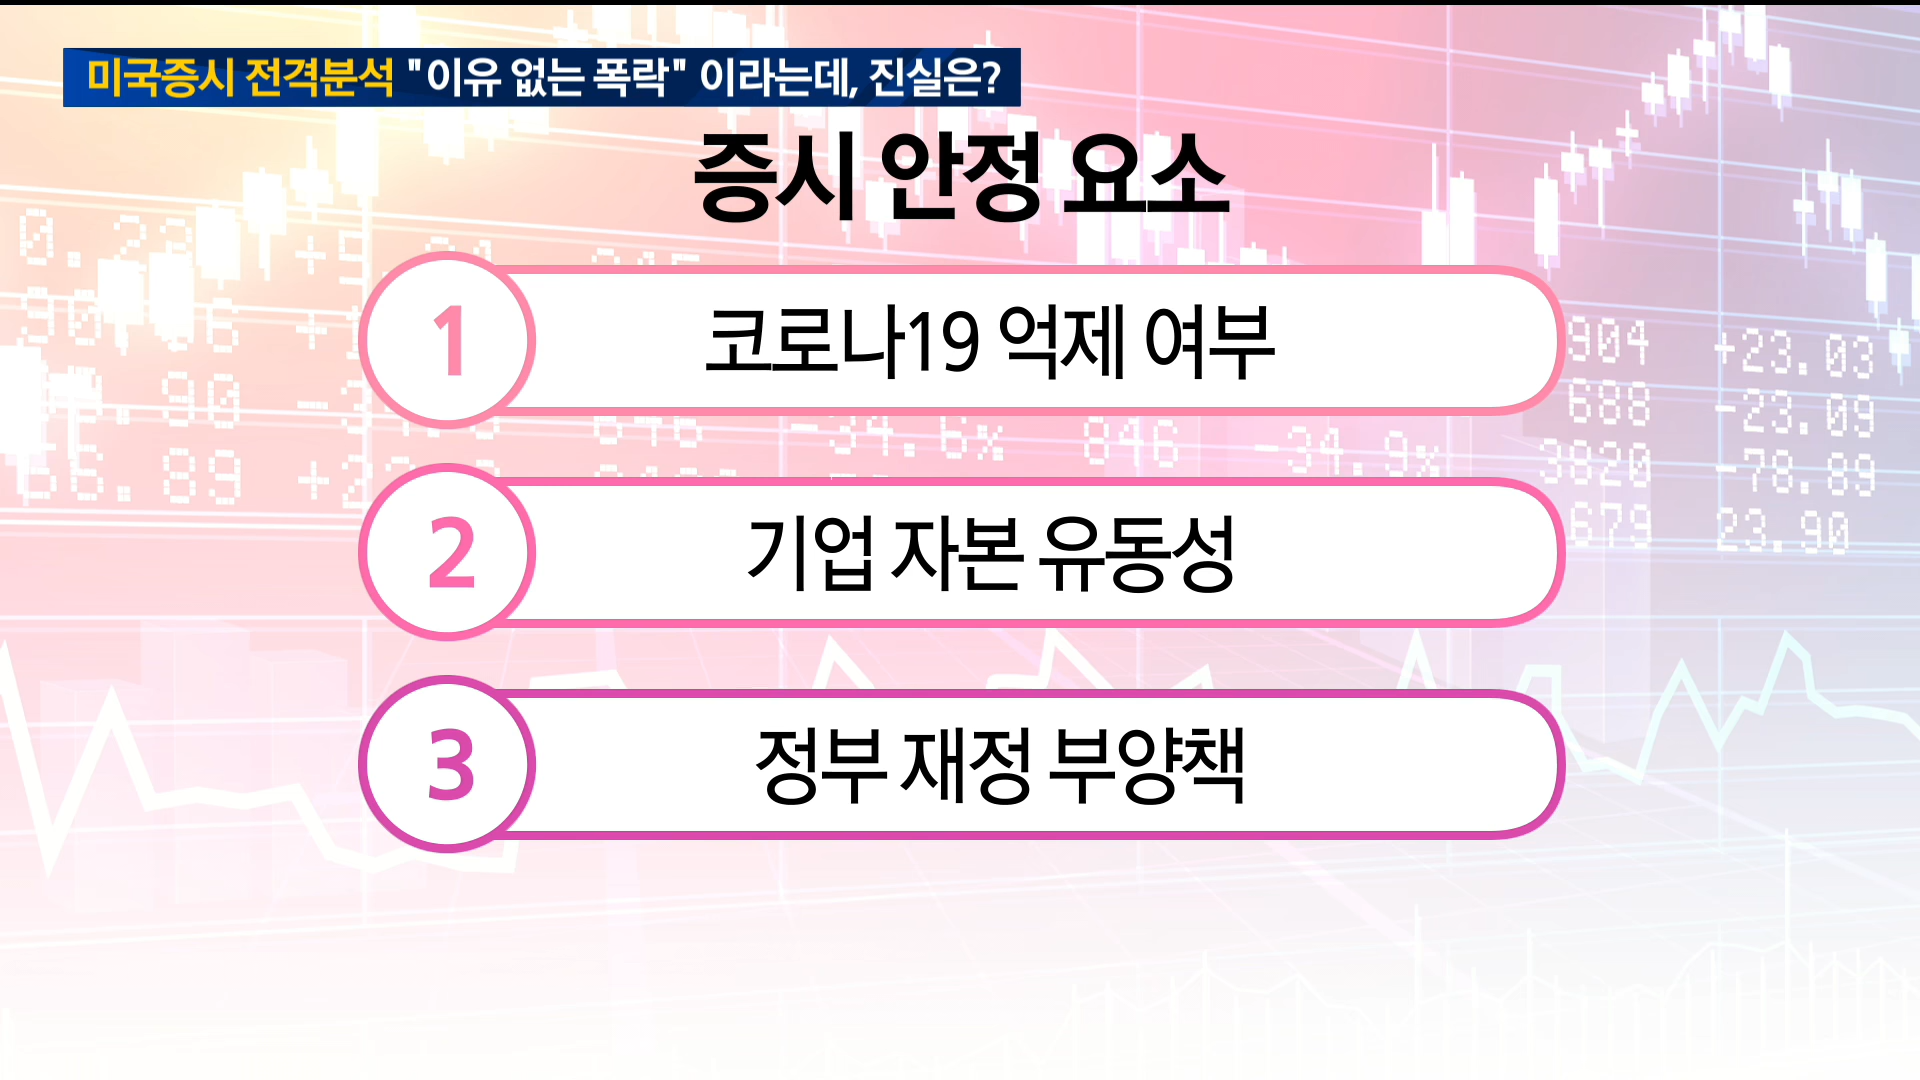 미국증시 전격분석 "이유 없는 폭락" 이라는데, 진실은?
증시 안정 요소
1 코로나19 억제 여부
2 기업 자본 유동성
3 정부 재정 부양책